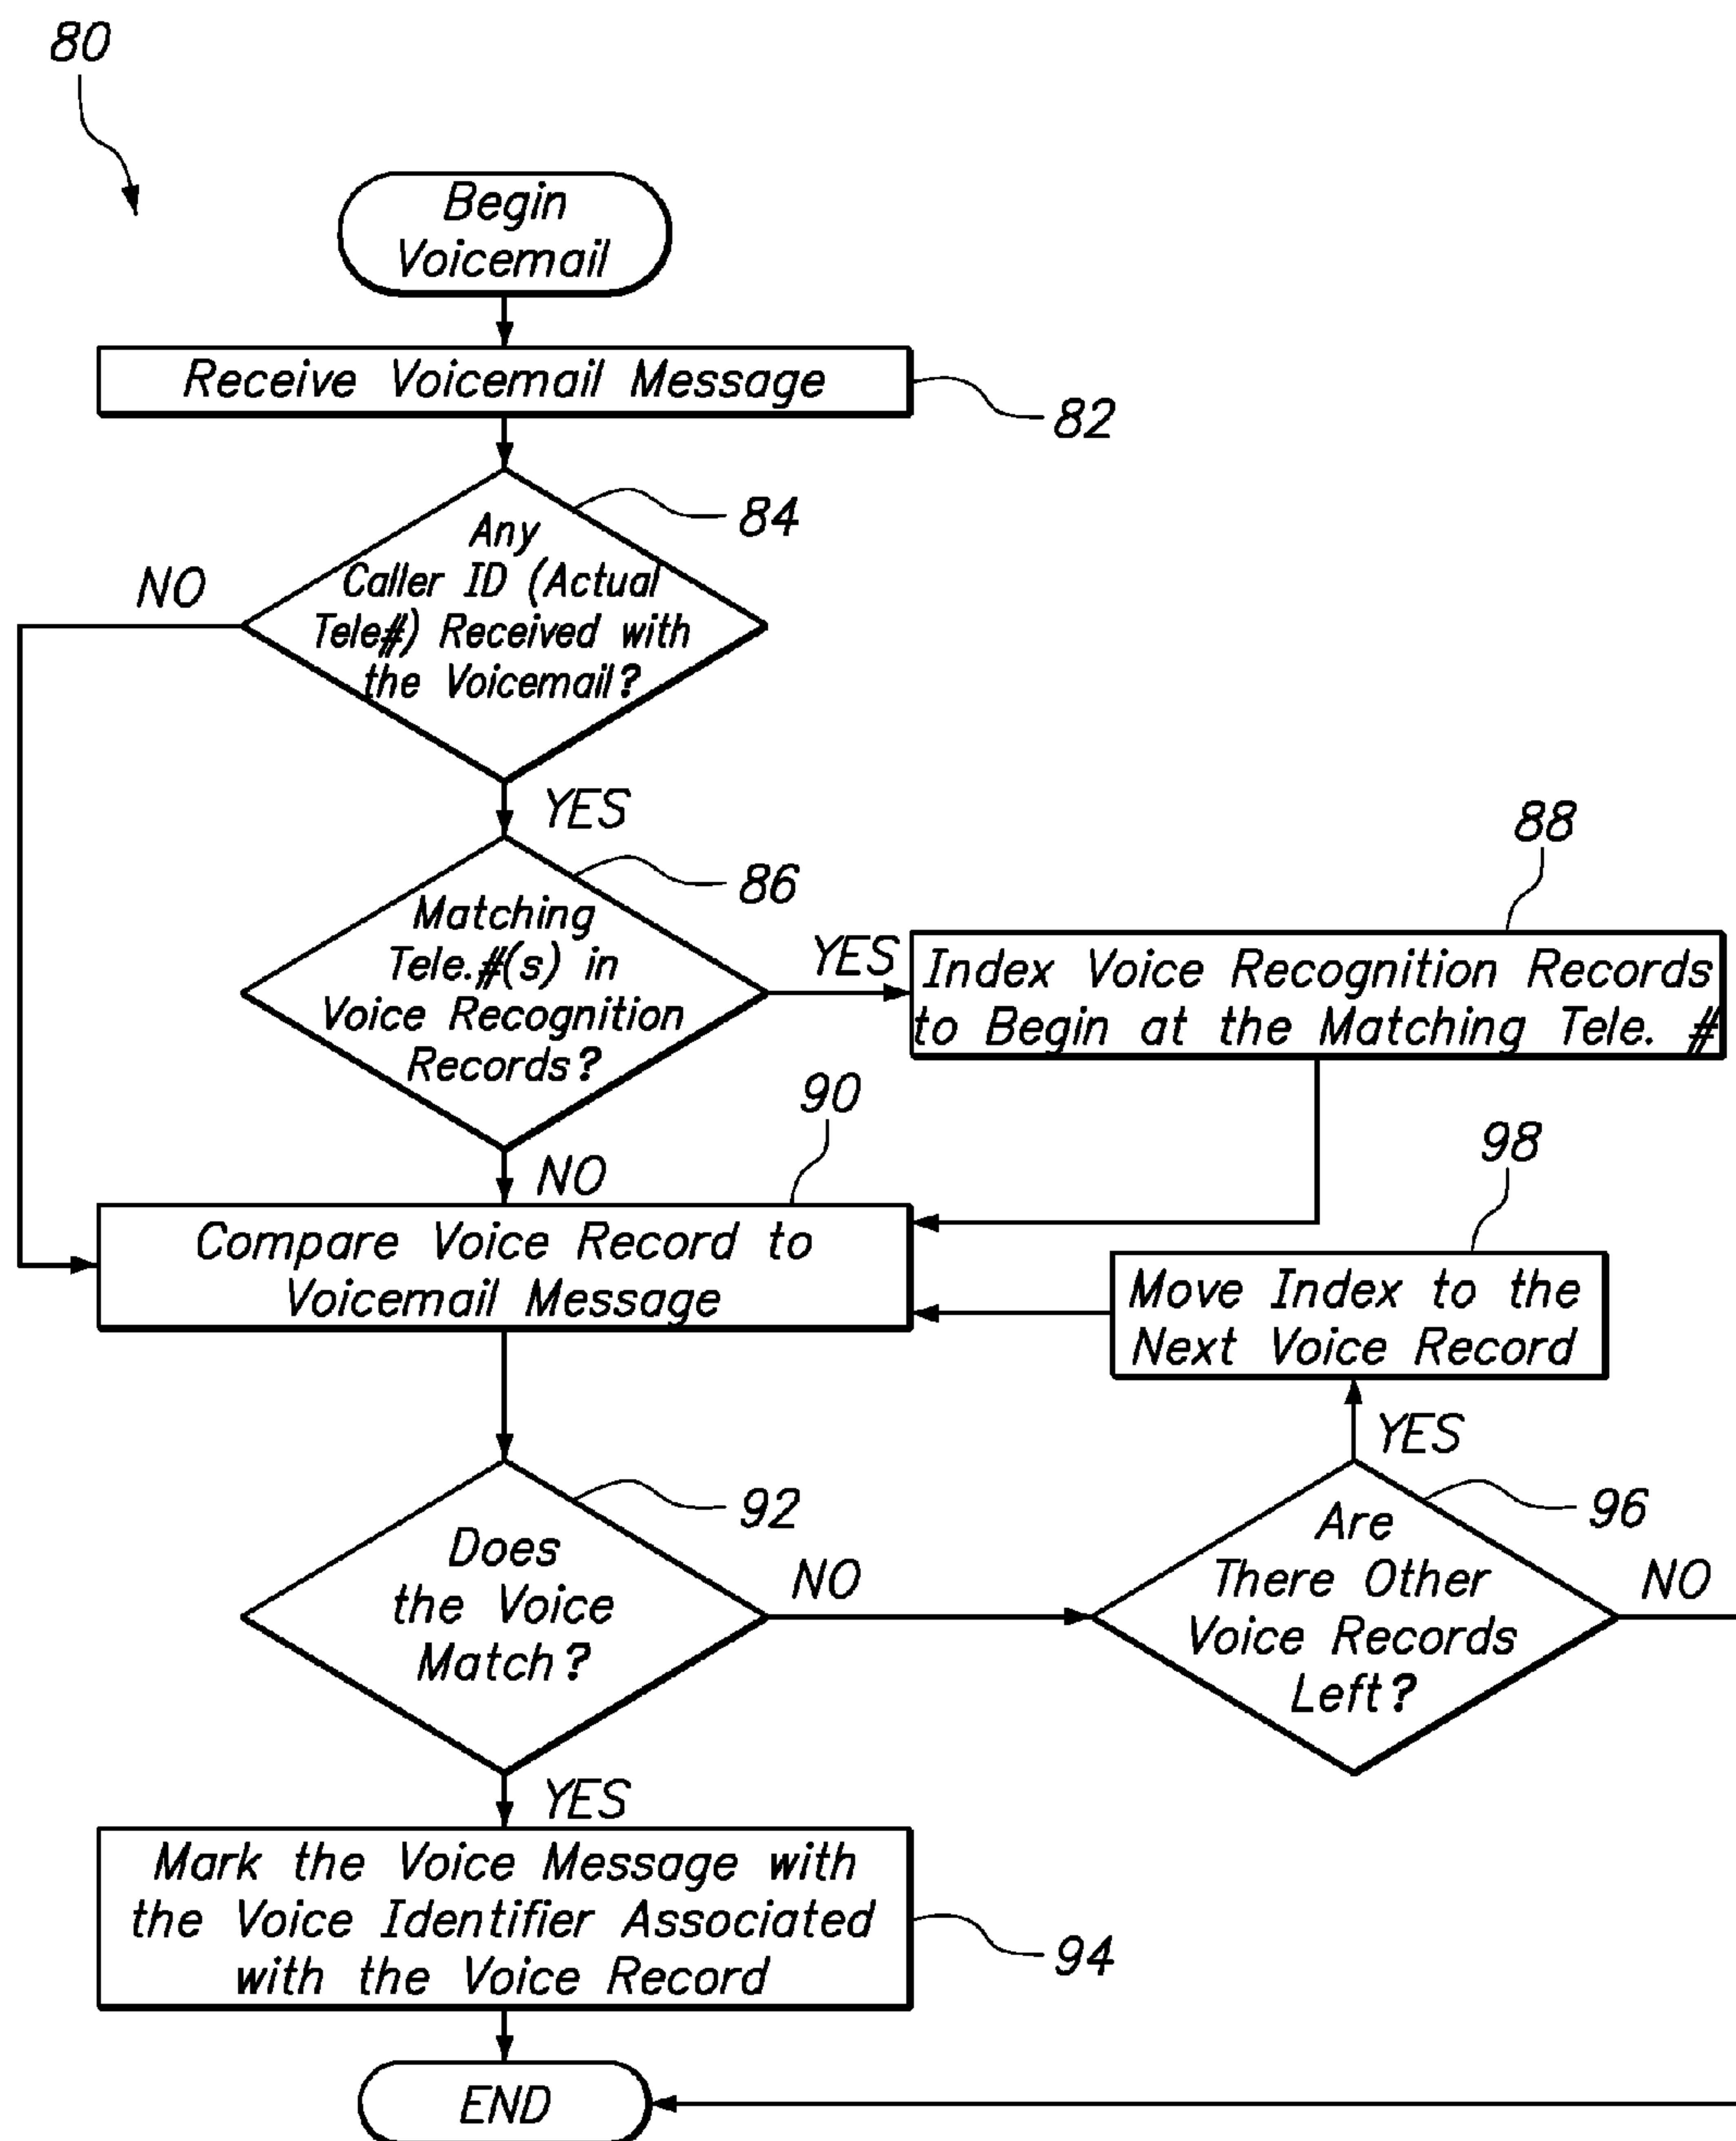 80
Begin
Voicemail
Receive Voicemail Message
82
84
Any
Caller ID (Actual
Tele#) Received with
the Voicemail?
NO
YES
86
Matching
Tele.#(s) in
Voice Recognition
Records?
YES
88
Index Voice Recognition Records
to Begin at the Matching Tele. #
NO
90
Compare Voice Record to
Voicemail Message
98
Move Index to the
Next Voice Record
YES
92
Does
the Voice
Match?
NO
96
Are
There Other
Voice Records
Left?
NO
YES
Mark the Voice Message with
the Voice Identifier Associated
with the Voice Record
94
END